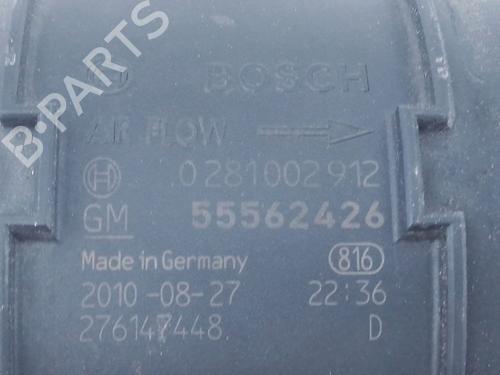 BOSCH
AIR FLOW
0 281 002 912
GM 55562426
Made in Germany 816
2010-08-27 22:36
276147448 D
B-PARTS